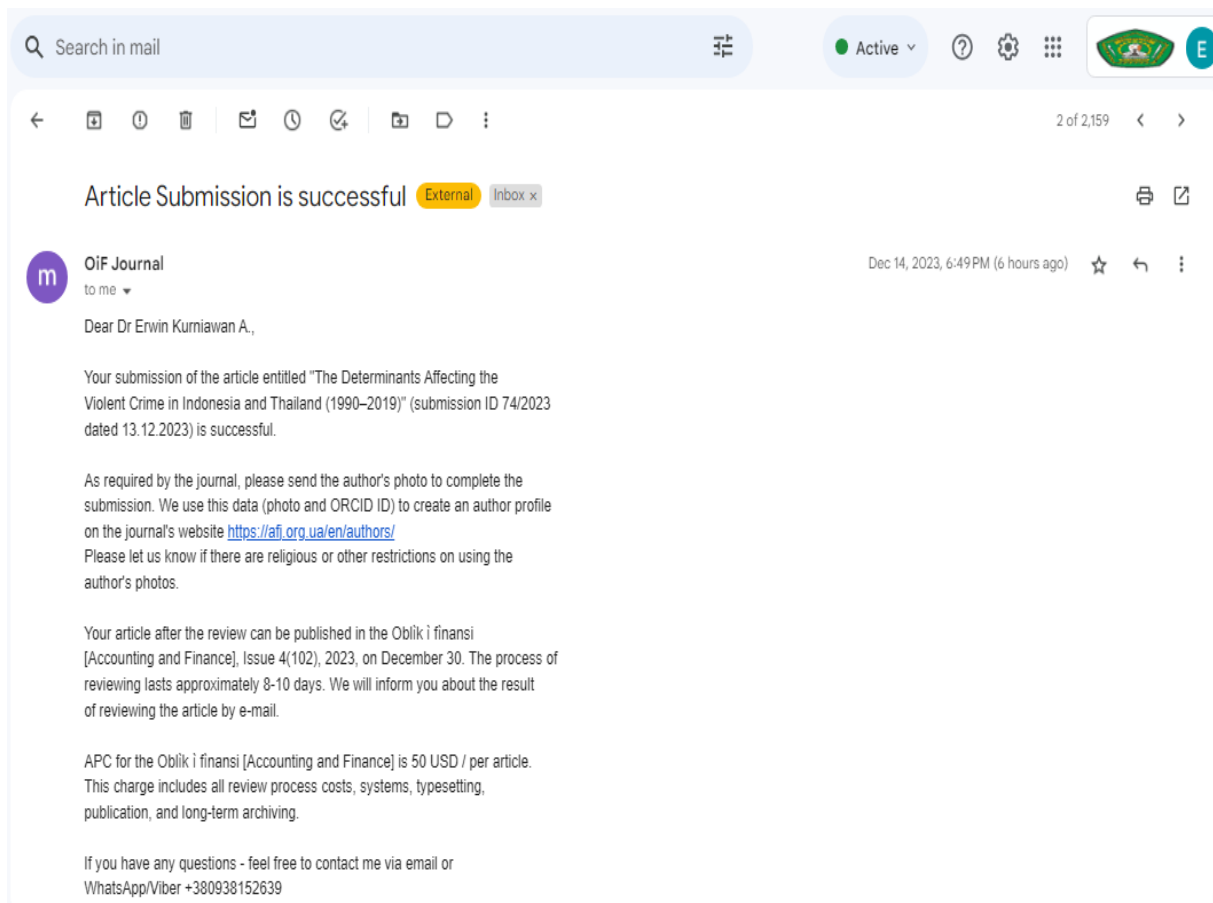 Search in mail
Active
E
2 of 2,159
Article Submission is successful External Inbox x
m
OiF Journal
Dec 14, 2023, 6:49 PM (6 hours ago)
to me
Dear Dr Erwin Kurniawan A.,
Your submission of the article entitled "The Determinants Affecting the
Violent Crime in Indonesia and Thailand (1990–2019)" (submission ID 74/2023
dated 13.12.2023) is successful.
As required by the journal, please send the author's photo to complete the
submission. We use this data (photo and ORCID ID) to create an author profile
on the journal's website https://afj.org.ua/en/authors/
Please let us know if there are religious or other restrictions on using the
author's photos.
Your article after the review can be published in the Oblìk ì fìnansi
[Accounting and Finance], Issue 4(102), 2023, on December 30. The process of
reviewing lasts approximately 8-10 days. We will inform you about the result
of reviewing the article by e-mail.
APC for the Oblìk ì fìnansi [Accounting and Finance] is 50 USD / per article.
This charge includes all review process costs, systems, typesetting,
publication, and long-term archiving.
If you have any questions - feel free to contact me via email or
WhatsApp/Viber +380938152639